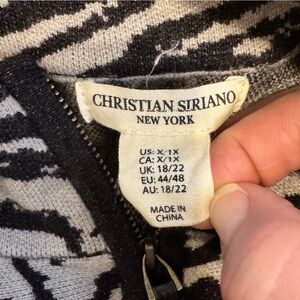 CHRISTIAN SIRIANO
NEW YORK
US: X/1X
CA: X/1X
UK: 18/22
EU: 44/48
AU: 18/22
MADE IN
CHINA